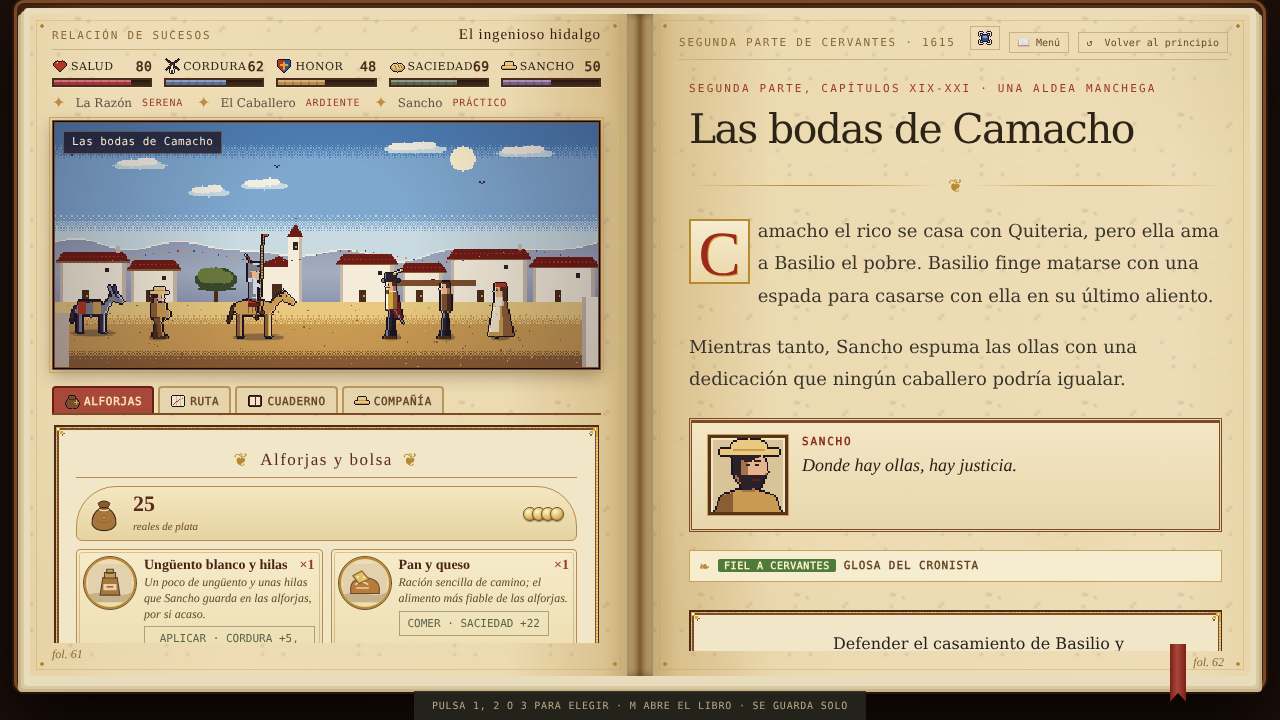 RELACIÓN DE SUCESOS
El ingenioso hidalgo
SALUD 80
CORDURA 62
HONOR 48
SACIEDAD 69
SANCHO 50
La Razón SERENA
El Caballero ARDIENTE
Sancho PRÁCTICO
Las bodas de Camacho
ALFORJAS
RUTA
CUADERNO
COMPAÑÍA
Alforjas y bolsa
25
reales de plata
Ungüento blanco y hilas ×1
Un poco de ungüento y unas hilas
que Sancho guarda en las alforjas,
por si acaso.
APLICAR · CORDURA +5,
Pan y queso ×1
Ración sencilla de camino; el
alimento más fiable de las alforjas.
COMER · SACIEDAD +22
fol. 61
SEGUNDA PARTE DE CERVANTES · 1615
Menú
↺ Volver al principio
SEGUNDA PARTE, CAPÍTULOS XIX-XXI · UNA ALDEA MANCHEGA
Las bodas de Camacho
Camacho el rico se casa con Quiteria, pero ella ama
a Basilio el pobre. Basilio finge matarse con una
espada para casarse con ella en su último aliento.
Mientras tanto, Sancho espuma las ollas con una
dedicación que ningún caballero podría igualar.
SANCHO
Donde hay ollas, hay justicia.
FIEL A CERVANTES GLOSA DEL CRONISTA
Defender el casamiento de Basilio y
fol. 62
PULSA 1, 2 O 3 PARA ELEGIR · M ABRE EL LIBRO · SE GUARDA SOLO